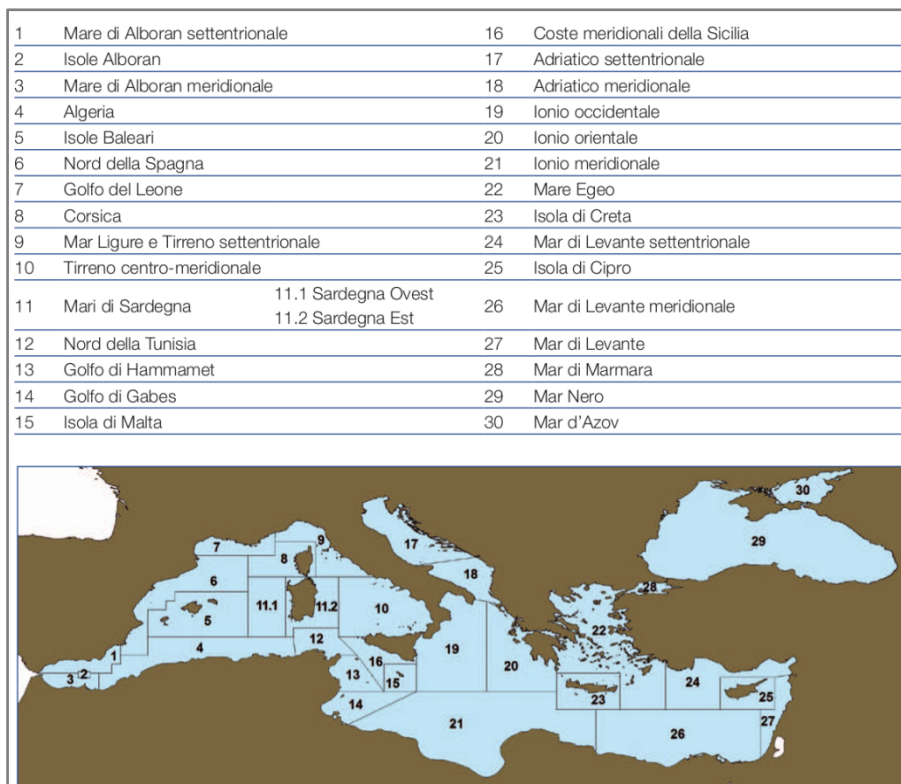 1 Mare di Alboran settentrionale
2 Isole Alboran
3 Mare di Alboran meridionale
4 Algeria
5 Isole Baleari
6 Nord della Spagna
7 Golfo del Leone
8 Corsica
9 Mar Ligure e Tirreno settentrionale
10 Tirreno centro-meridionale
11 Mari di Sardegna
11.1 Sardegna Ovest
11.2 Sardegna Est
12 Nord della Tunisia
13 Golfo di Hammamet
14 Golfo di Gabes
15 Isola di Malta
16 Coste meridionali della Sicilia
17 Adriatico settentrionale
18 Adriatico meridionale
19 Ionio occidentale
20 Ionio orientale
21 Ionio meridionale
22 Mare Egeo
23 Isola di Creta
24 Mar di Levante settentrionale
25 Isola di Cipro
26 Mar di Levante meridionale
27 Mar di Levante
28 Mar di Marmara
29 Mar Nero
30 Mar d'Azov
30
29
7
9
8
17
18
28
6
11.1
11.2
10
5
22
4
12
1
2
3
16
13
15
19
20
24
25
23
14
21
26
27